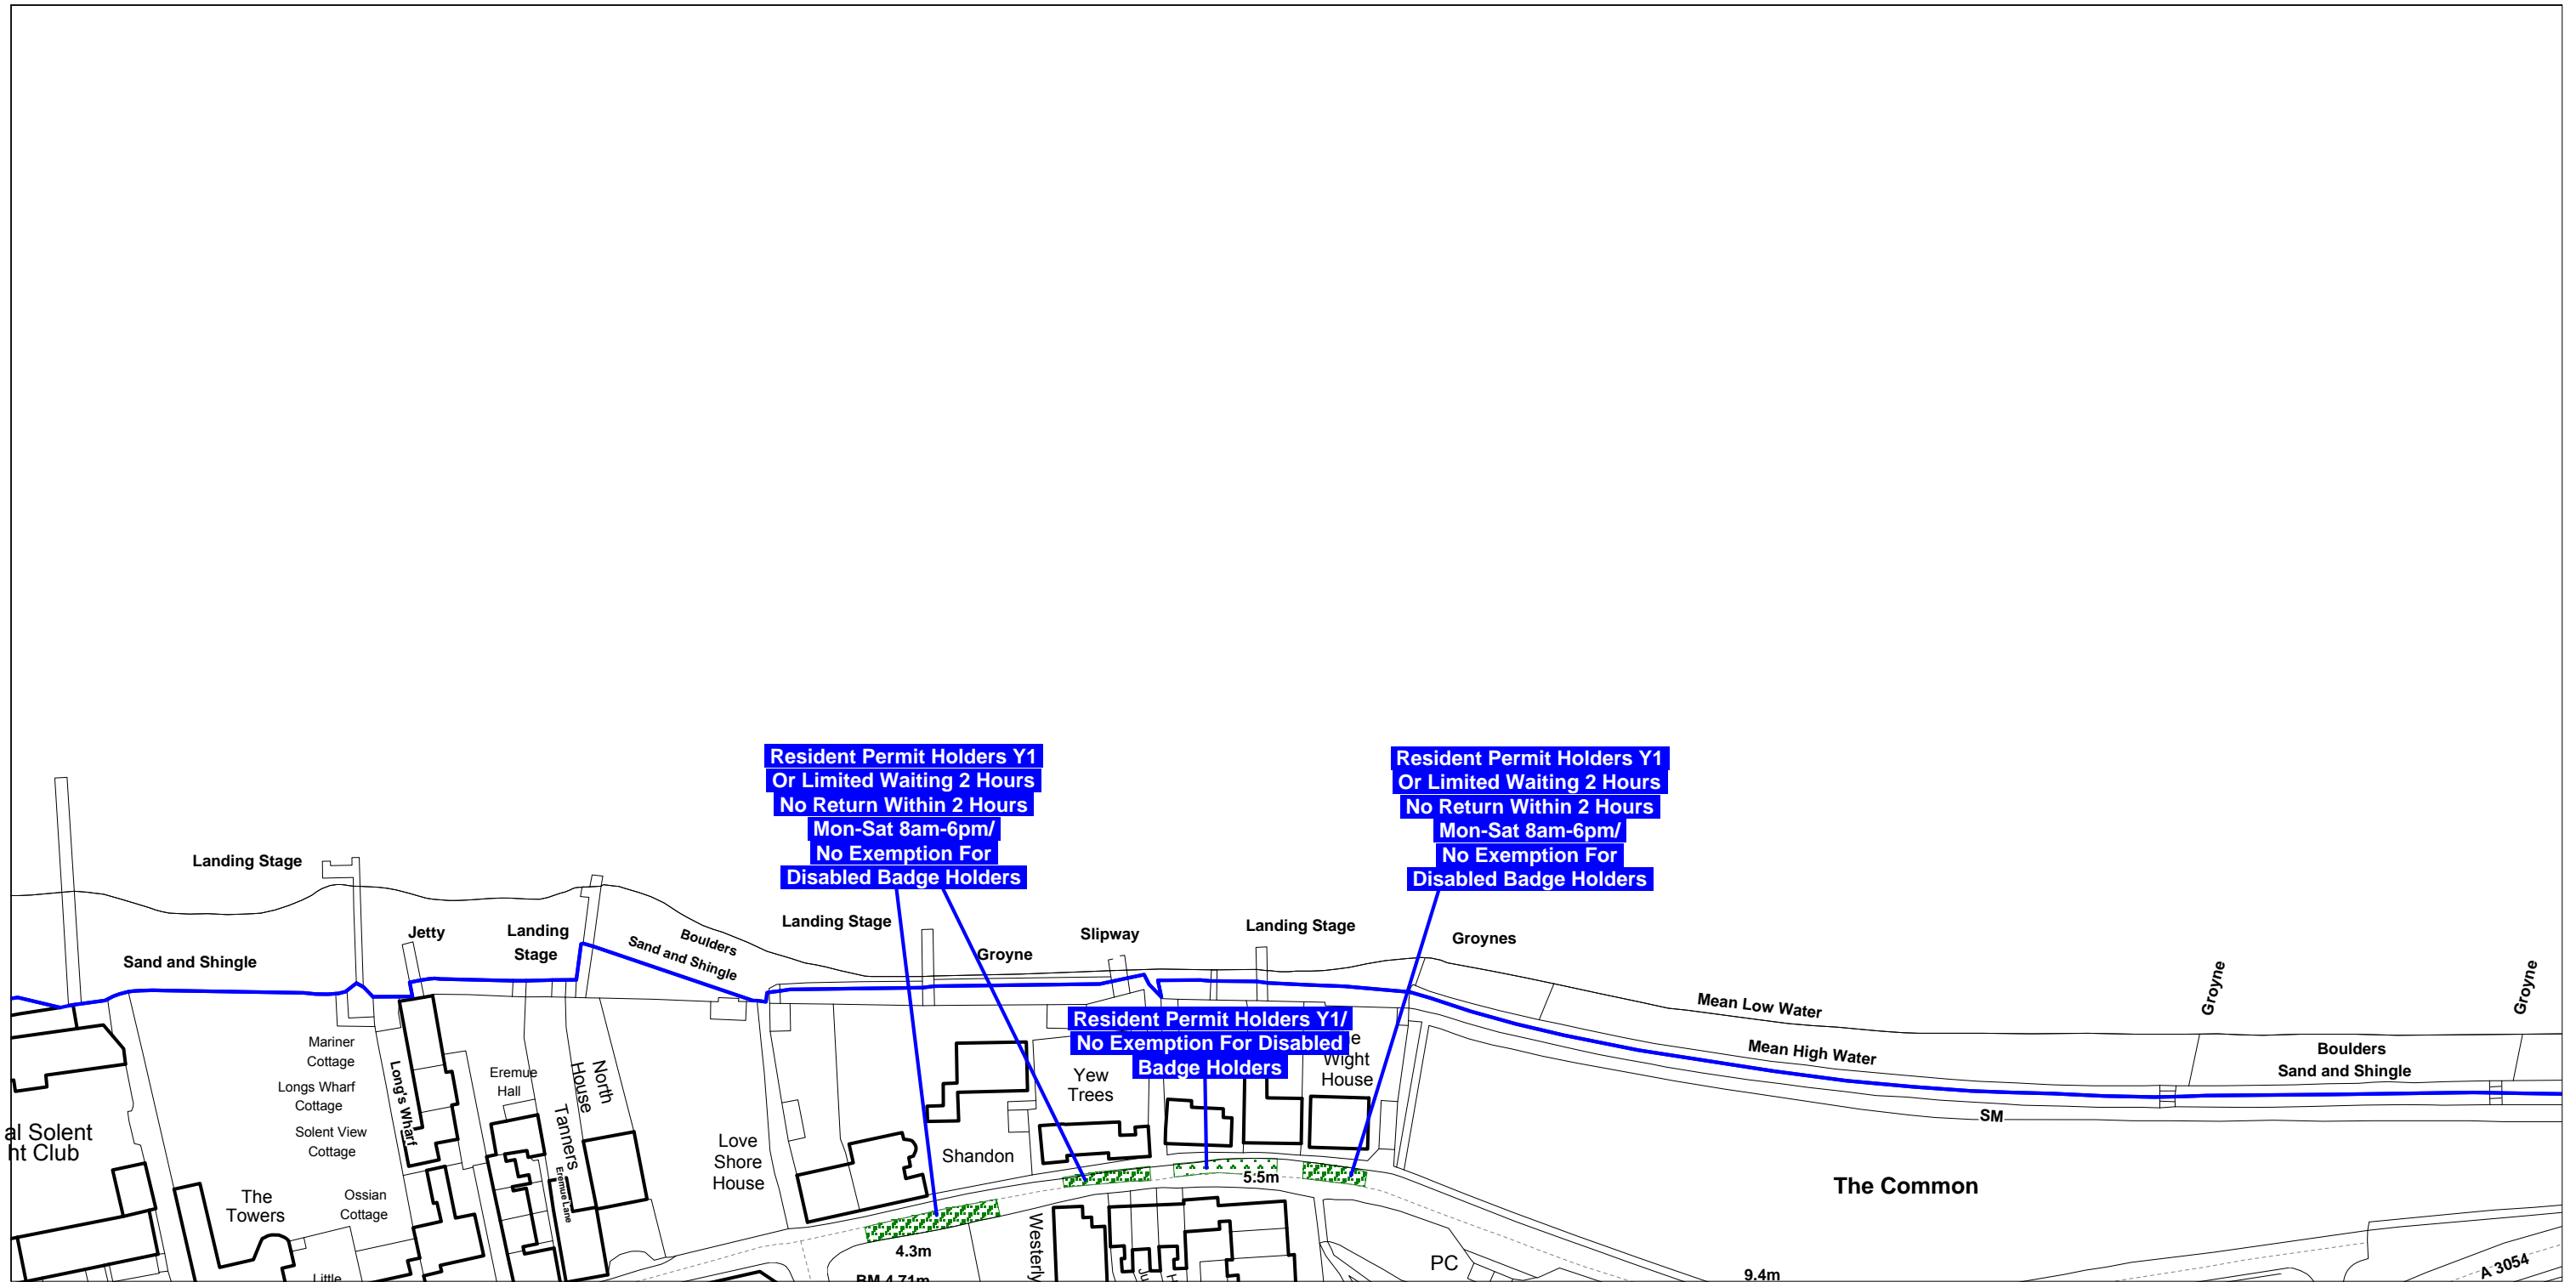 Resident Permit Holders Y1
Or Limited Waiting 2 Hours
No Return Within 2 Hours
Mon-Sat 8am-6pm/
No Exemption For
Disabled Badge Holders
Resident Permit Holders Y1
Or Limited Waiting 2 Hours
No Return Within 2 Hours
Mon-Sat 8am-6pm/
No Exemption For
Disabled Badge Holders
Landing Stage
Jetty
Landing
Stage
Sand and Shingle
Boulders
Sand and Shingle
Landing Stage
Groyne
Slipway
Landing Stage
Groynes
Mean Low Water
Mean High Water
Groyne
Groyne
Boulders
Sand and Shingle
SM
Resident Permit Holders Y1/
No Exemption For Disabled
Badge Holders
Wight
House
Yew
Trees
Mariner
Cottage
Longs Wharf
Cottage
Solent View
Cottage
Long's Wharf
Eremue
Hall
North
House
Tanners
Eremue Lane
al Solent
ht Club
The
Towers
Ossian
Cottage
Little
Love
Shore
House
Shandon
4.3m
BM 4.71m
Westerly
5.5m
PC
The Common
9.4m
A 3054